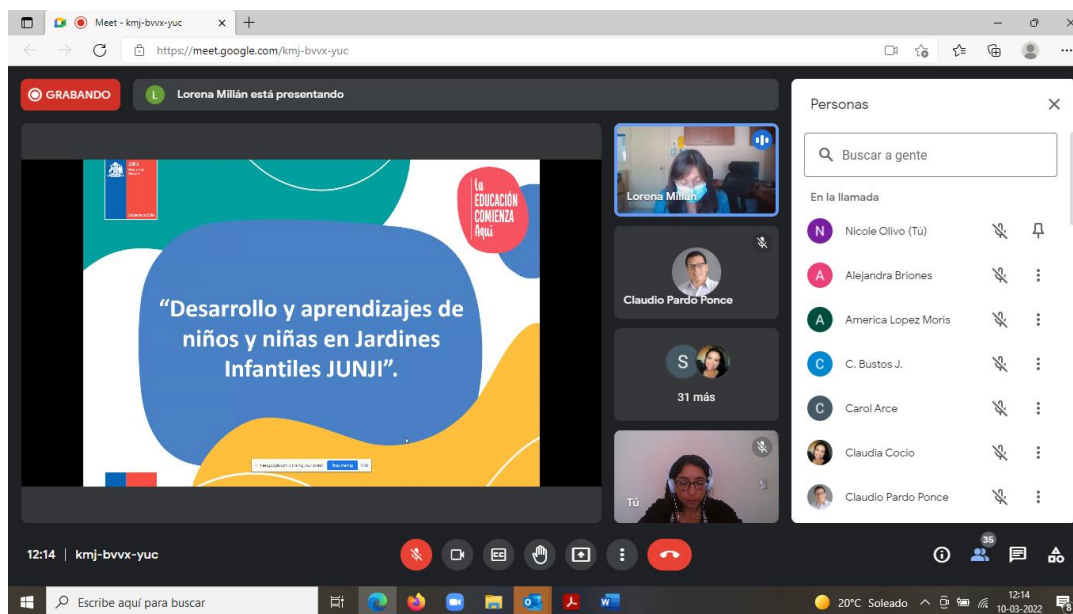 Meet - kmj-bvvx-yuc
https://meet.google.com/kmj-bvvx-yuc
GRABANDO
L
Lorena Millán está presentando
La
EDUCACIÓN
COMIENZA
Aquí
“Desarrollo y aprendizajes de
niños y niñas en Jardines
Infantiles JUNJI”.
Stop sharing
Lorena Millán
Claudio Pardo Ponce
S
31 más
Tú
Personas
Buscar a gente
En la llamada
N Nicole Olivo (Tú)
A Alejandra Briones
A America Lopez Moris
C C. Bustos J.
C Carol Arce
Claudia Cocio
Claudio Pardo Ponce
12:14 | kmj-bvvx-yuc
35
Escribe aquí para buscar
20°C Soleado
12:14
10-03-2022
8